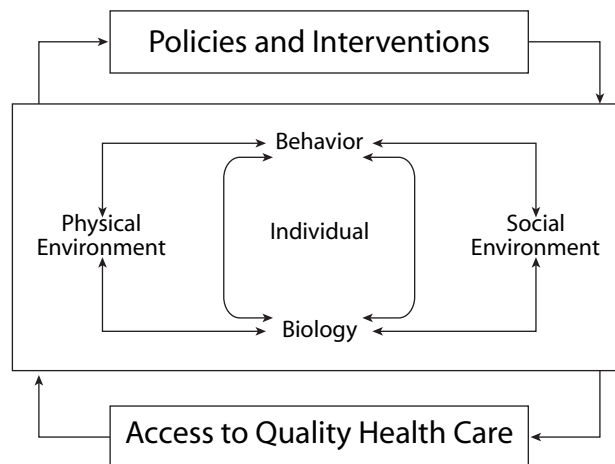 Policies and Interventions
Behavior
Physical
Environment
Individual
Social
Environment
Biology
Access to Quality Health Care